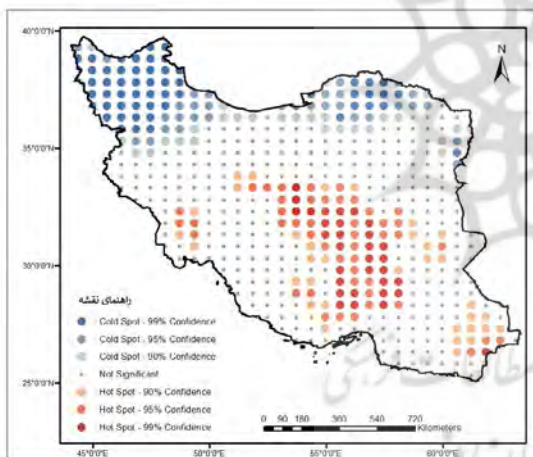 40°0'0"N
35°0'0"N
30°0'0"N
25°0'0"N
N
راهنمای نقشه
Cold Spot - 99% Confidence
Cold Spot - 95% Confidence
Cold Spot - 90% Confidence
Not Significant
Hot Spot - 90% Confidence
Hot Spot - 95% Confidence
Hot Spot - 99% Confidence
0 90 180 360 540 720
Kilometers
45°0'0"E 50°0'0"E 55°0'0"E 60°0'0"E